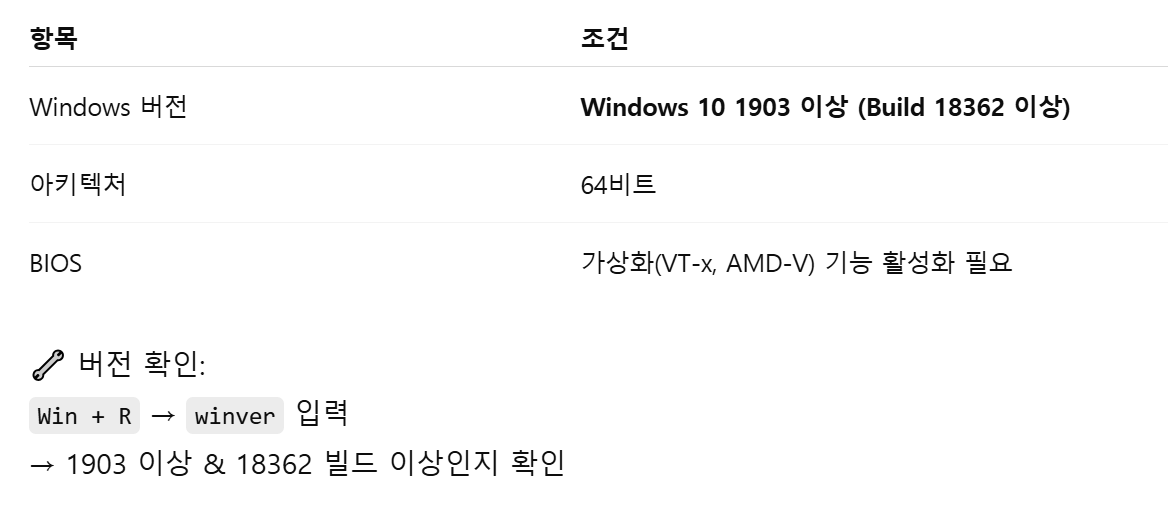 항목 조건
Windows 버전 Windows 10 1903 이상 (Build 18362 이상)
아키텍처 64비트
BIOS 가상화(VT-x, AMD-V) 기능 활성화 필요
🔧 버전 확인:
Win + R → winver 입력
→ 1903 이상 & 18362 빌드 이상인지 확인